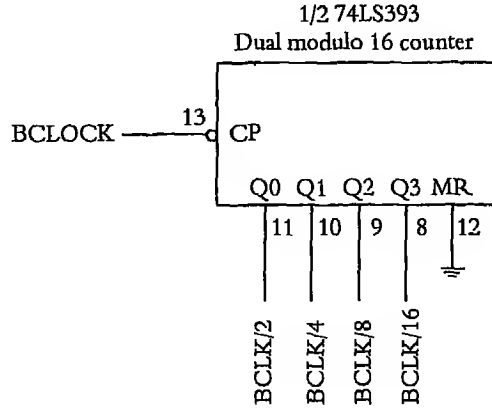 1/2 74LS393
Dual modulo 16 counter
BCLOCK
13
CP
Q0 Q1 Q2 Q3 MR
11 10 9 8 12
BCLK/2
BCLK/4
BCLK/8
BCLK/16